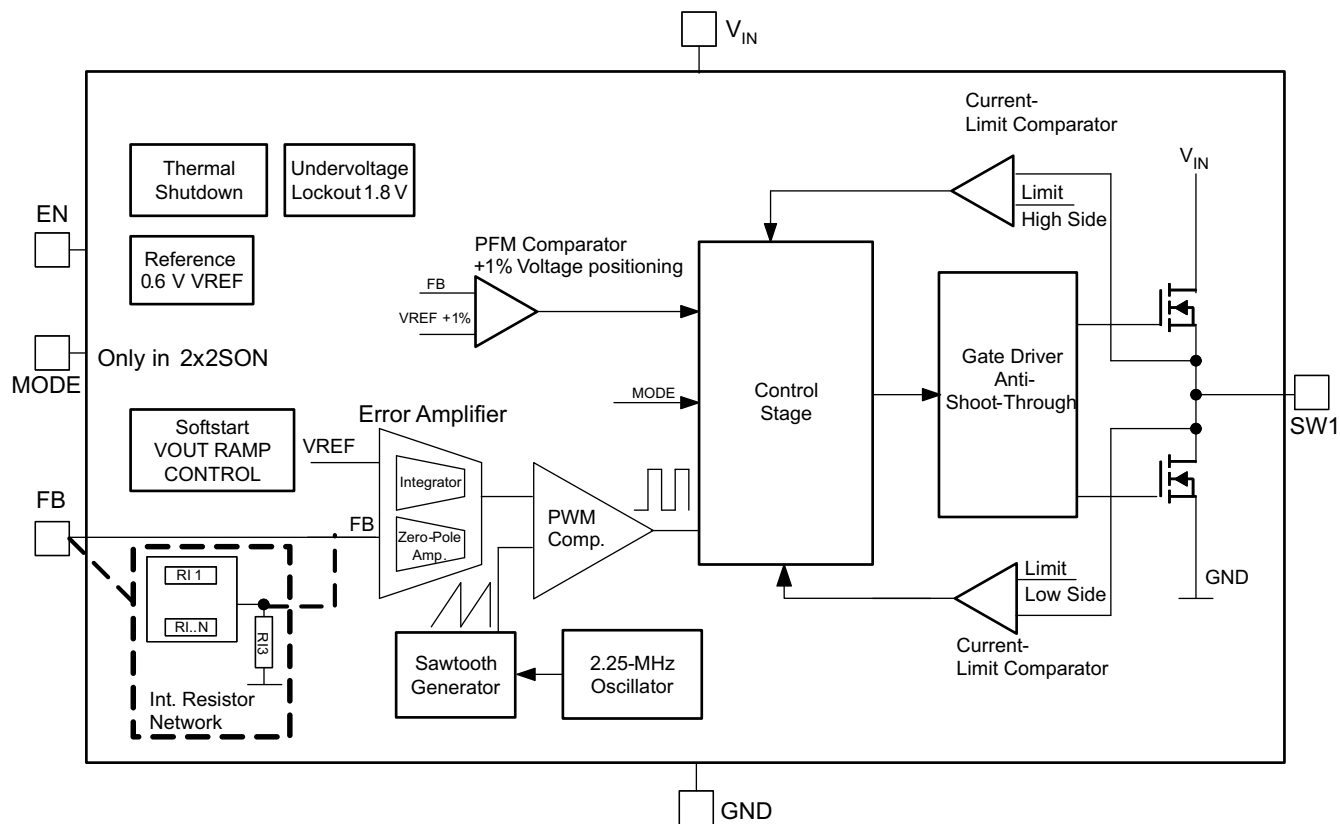 VIN
Current-
Limit Comparator
Thermal
Shutdown
Undervoltage
Lockout 1.8 V
VIN
EN
Limit
High Side
Reference
0.6 V VREF
PFM Comparator
+1% Voltage positioning
FB
VREF +1%
MODE
Only in 2x2SON
Gate Driver
Anti-
Shoot-Through
Control
Stage
MODE
SW1
Softstart
VOUT RAMP
CONTROL
Error Amplifier
VREF
Integrator
FB
FB
Zero-Pole
Amp.
PWM
Comp.
RI 1
RI..N
RI3
Int. Resistor
Network
Limit
Low Side
GND
Current-
Limit Comparator
Sawtooth
Generator
2.25-MHz
Oscillator
GND